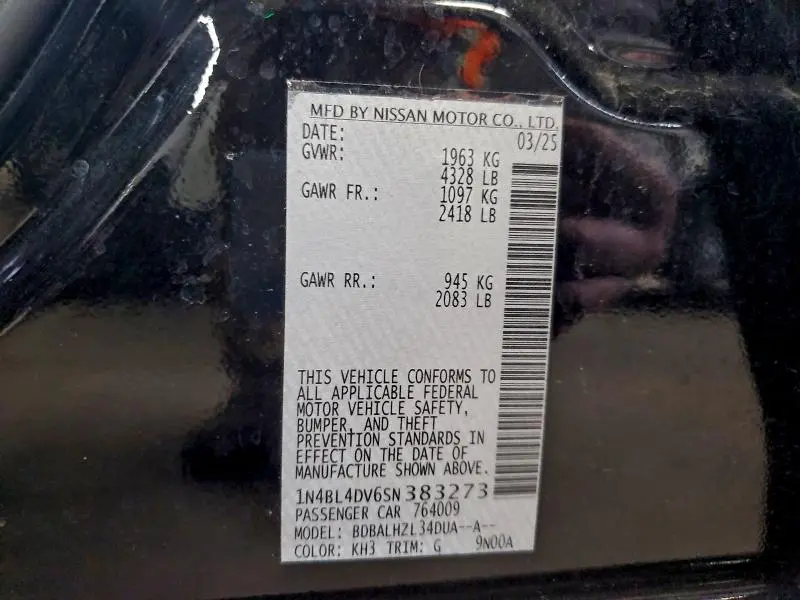 MFD BY NISSAN MOTOR CO., LTD.
DATE: 03/25
GVWR: 1963 KG
4328 LB
GAWR FR.: 1097 KG
2418 LB
GAWR RR.: 945 KG
2083 LB
THIS VEHICLE CONFORMS TO
ALL APPLICABLE FEDERAL
MOTOR VEHICLE SAFETY,
BUMPER, AND THEFT
PREVENTION STANDARDS IN
EFFECT ON THE DATE OF
MANUFACTURE SHOWN ABOVE.
1N4BL4DV6SN383273
PASSENGER CAR 764009
MODEL: BDBALHZL34DUA--A--
COLOR: KH3 TRIM: G 9N00A